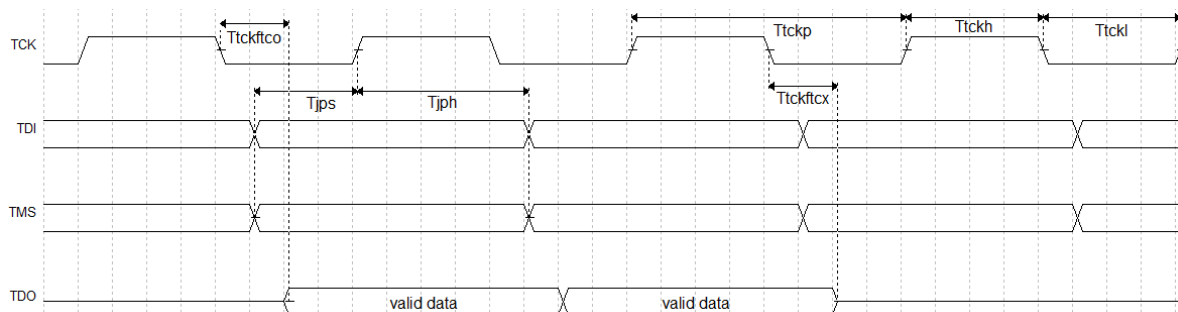 TCK
Ttckftco
Ttckp
Ttckh
Ttckl
Tjps
Tjph
Ttckftcx
TDI
TMS
TDO
valid data
valid data